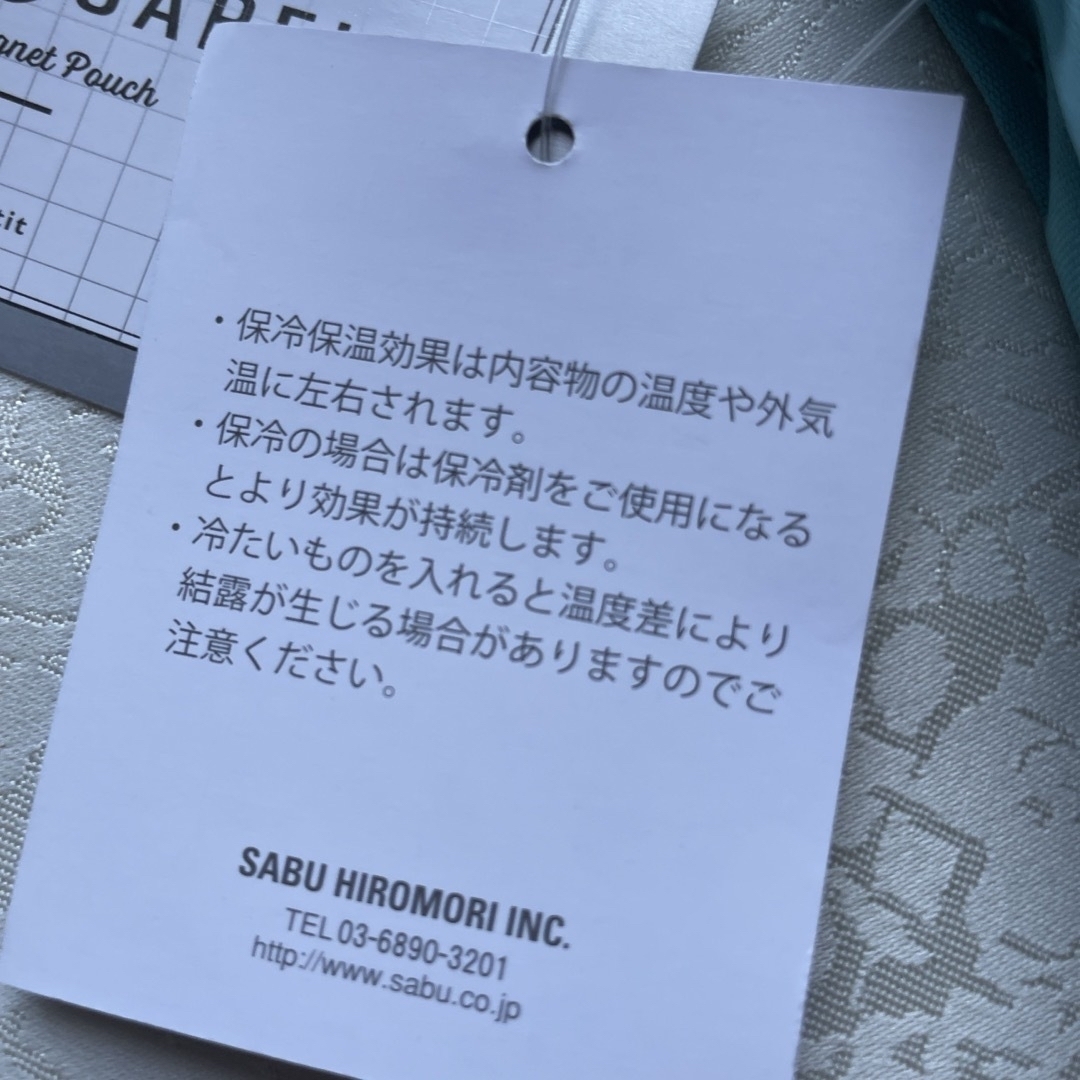 gnet Pouch
tit
・保冷保温効果は内容物の温度や外気
温に左右されます。
・保冷の場合は保冷剤をご使用になる
とより効果が持続します。
・冷たいものを入れると温度差により
結露が生じる場合がありますのでご
注意ください。
SABU HIROMORI INC.
TEL 03-6890-3201
http://www.sabu.co.jp